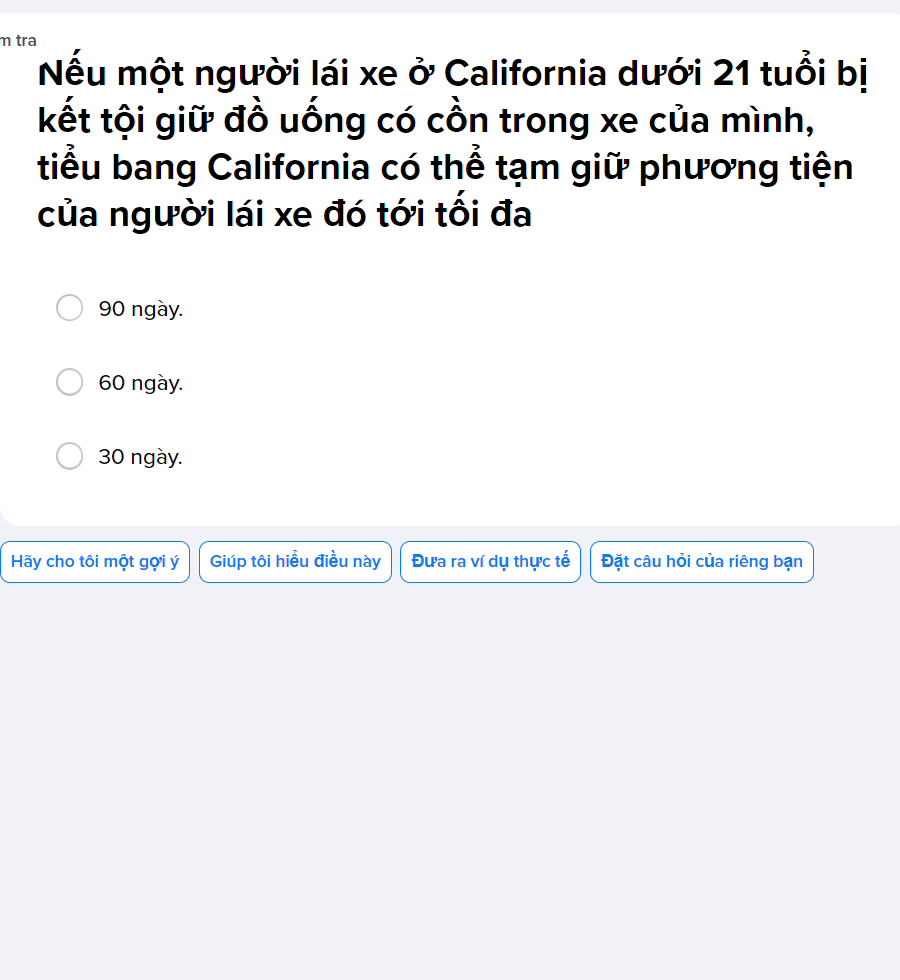 m tra
Nếu một người lái xe ở California dưới 21 tuổi bị
kết tội giữ đồ uống có cồn trong xe của mình,
tiểu bang California có thể tạm giữ phương tiện
của người lái xe đó tới tối đa
90 ngày.
60 ngày.
30 ngày.
Hãy cho tôi một gợi ý
Giúp tôi hiểu điều này
Đưa ra ví dụ thực tế
Đặt câu hỏi của riêng bạn